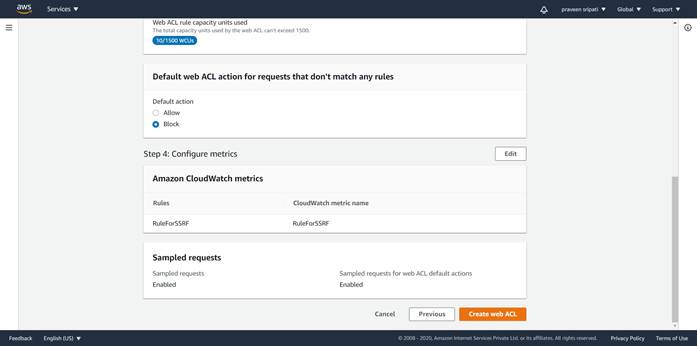 aws
Services
praveen sripati
Global
Support
Web ACL rule capacity units used
The total capacity units used by the web ACL can't exceed 1500.
10/1500 WCUs
Default web ACL action for requests that don't match any rules
Default action
Allow
Block
Step 4: Configure metrics
Edit
Amazon CloudWatch metrics
Rules CloudWatch metric name
RuleForSSRF RuleForSSRF
Sampled requests
Sampled requests Sampled requests for web ACL default actions
Enabled Enabled
Cancel Previous Create web ACL
Feedback English (US) © 2008 - 2020, Amazon Internet Services Private Ltd. or its affiliates. All rights reserved. Privacy Policy Terms of Use